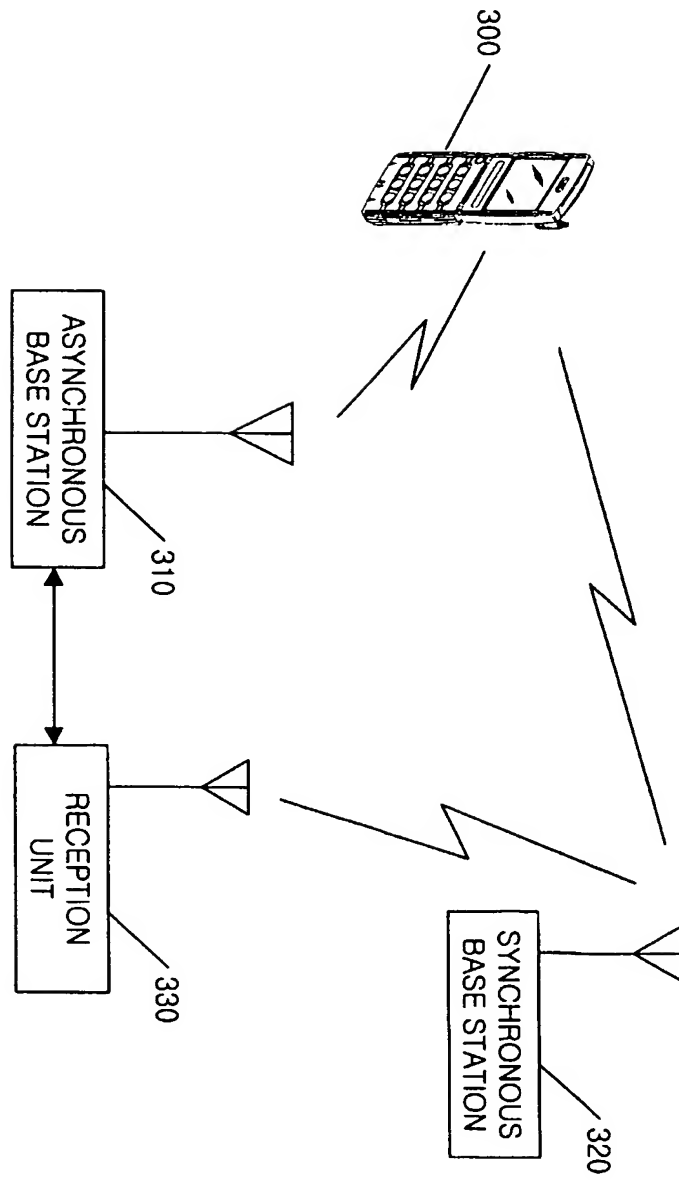 300
ASYNCHRONOUS
BASE STATION
310
RECEPTION
UNIT
330
SYNCHRONOUS
BASE STATION
320